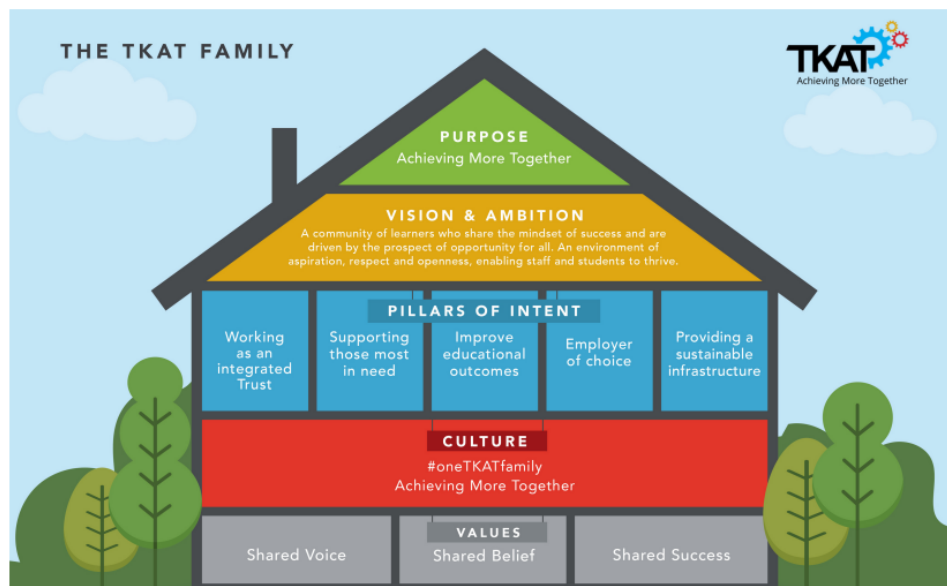 THE TKAT FAMILY
TKAT
Achieving More Together
PURPOSE
Achieving More Together
VISION & AMBITION
A community of learners who share the mindset of success and are
driven by the prospect of opportunity for all. An environment of
aspiration, respect and openness, enabling staff and students to thrive.
PILLARS OF INTENT
Working
as an
integrated
Trust
Supporting
those most
in need
Improve
educational
outcomes
Employer
of choice
Providing a
sustainable
infrastructure
CULTURE
#oneTKATfamily
Achieving More Together
VALUES
Shared Voice
Shared Belief
Shared Success